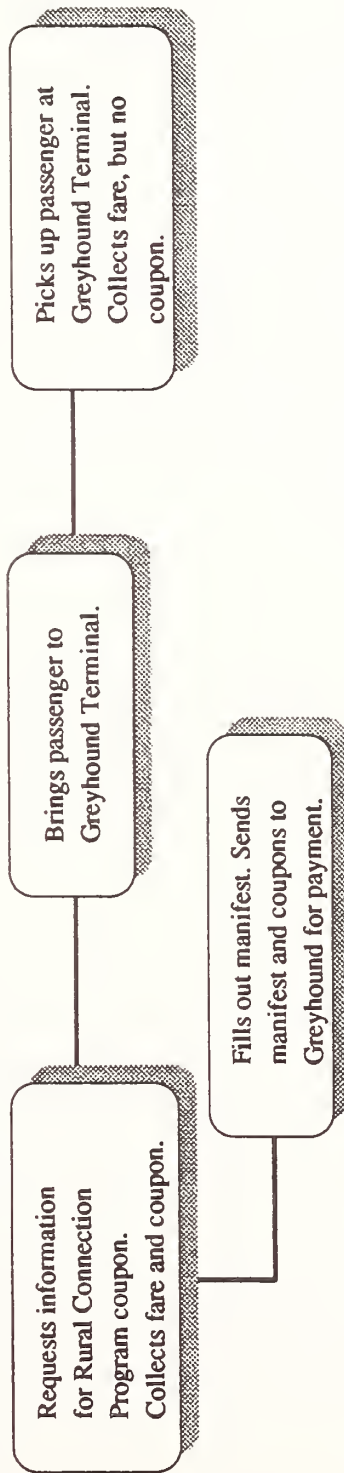 Requests information
for Rural Connection
Program coupon.
Collects fare and coupon.
Brings passenger to
Greyhound Terminal.
Picks up passenger at
Greyhound Terminal.
Collects fare, but no
coupon.
Fills out manifest. Sends
manifest and coupons to
Greyhound for payment.